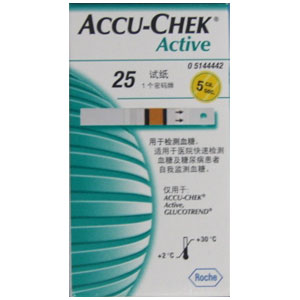 ACCU-CHEK®
Active
0 5144442
25 试纸
1个密码牌
5
用于检测血糖。
适用于医院快速检测
血糖及糖尿病患者
自我监测血糖。
仅用于:
ACCU-CHEK®
Active,
GLUCOTREND®
+30°C
+2°C
Roche